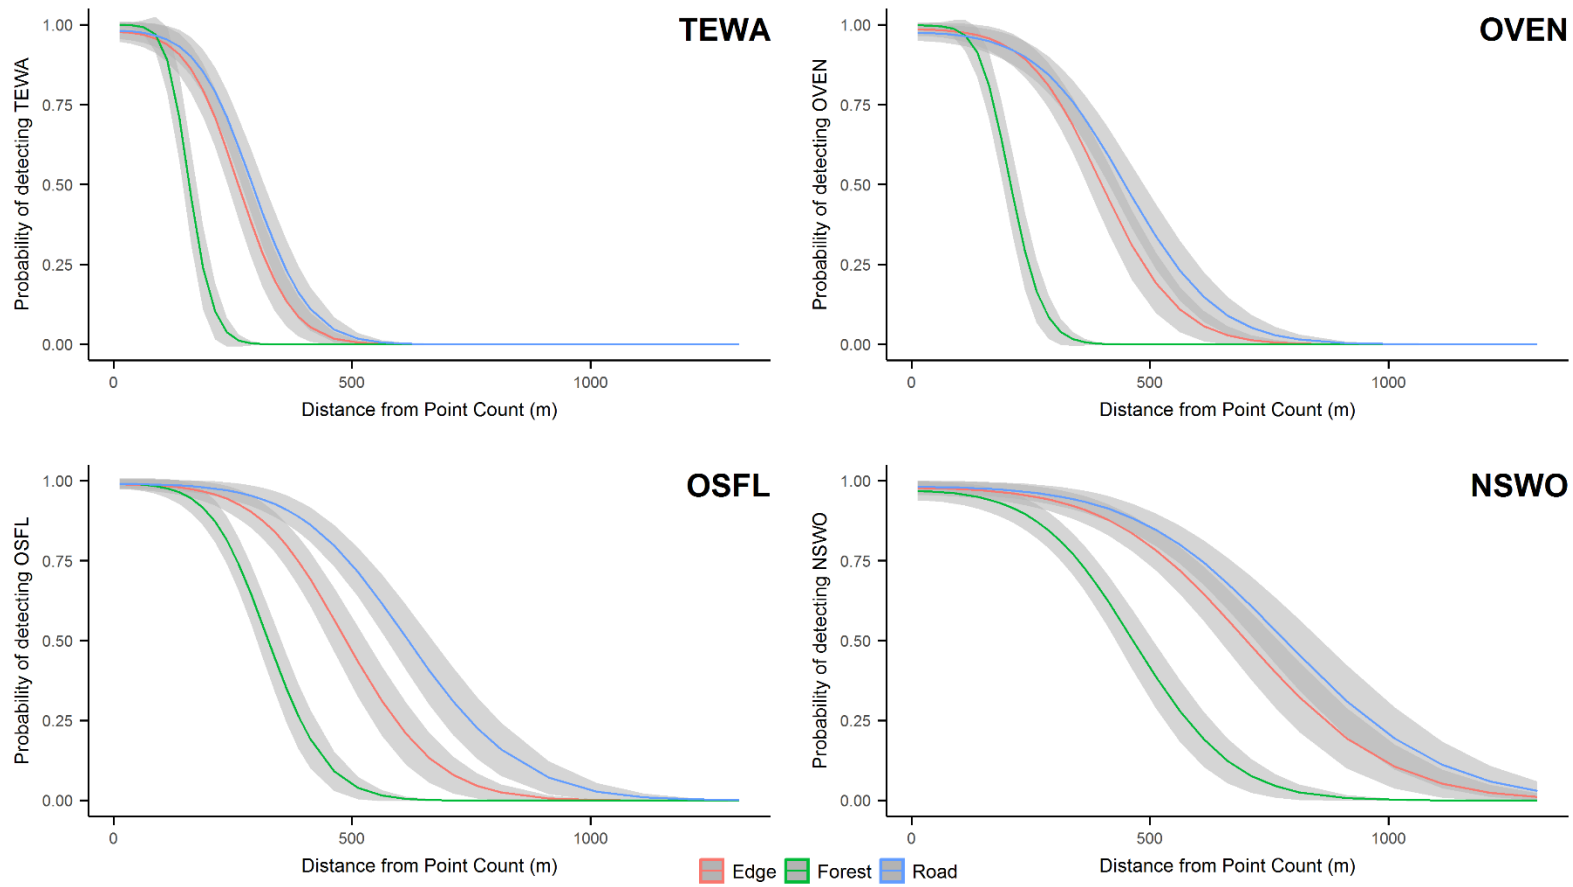 TEWA
Probability of detecting TEWA
1.00
0.75
0.50
0.25
0.00
0
500
1000
Distance from Point Count (m)
OVEN
Probability of detecting OVEN
1.00
0.75
0.50
0.25
0.00
0
500
1000
Distance from Point Count (m)
OSFL
Probability of detecting OSFL
1.00
0.75
0.50
0.25
0.00
0
500
1000
Distance from Point Count (m)
NSWO
Probability of detecting NSWO
1.00
0.75
0.50
0.25
0.00
0
500
1000
Distance from Point Count (m)
Edge Forest Road